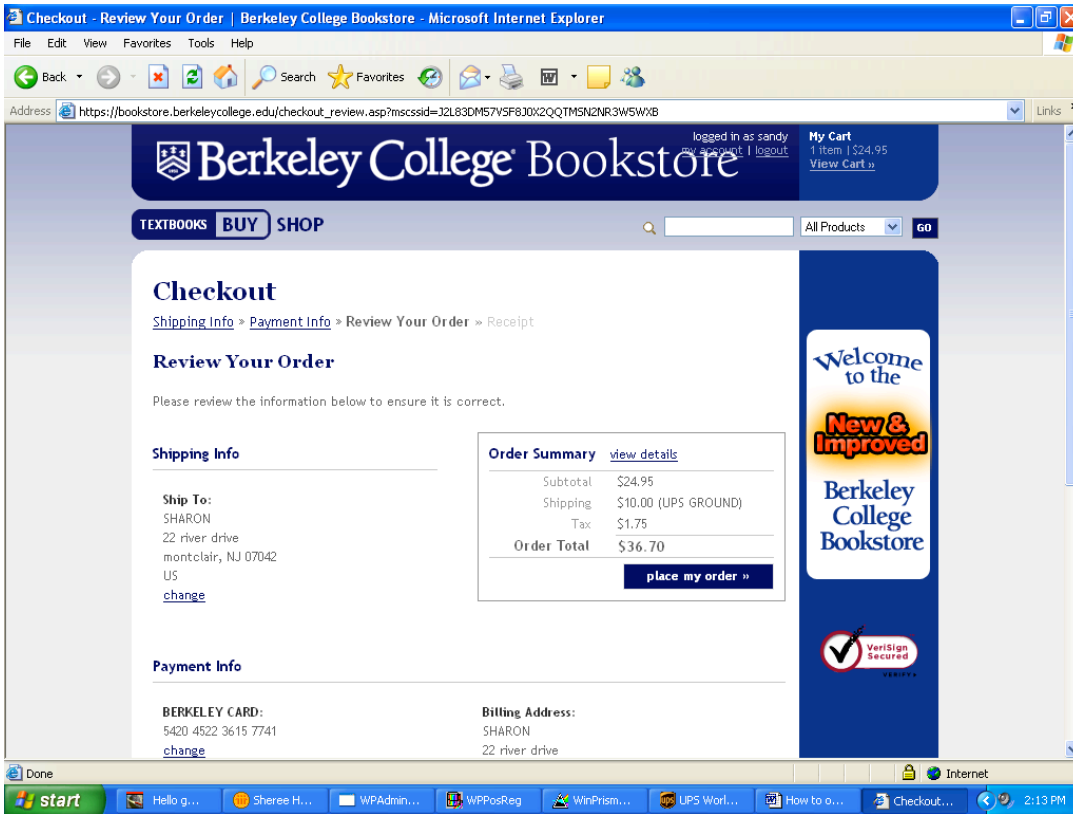 Checkout - Review Your Order | Berkeley College Bookstore - Microsoft Internet Explorer
File Edit View Favorites Tools Help
Back Search Favorites
Address https://bookstore.berkeleycollege.edu/checkout_review.asp?mscssid=J2L83DM57VSF8J0X2QQTM5N2NR3W5WXB Links
Berkeley College Bookstore
logged in as sandy
my account | logout
My Cart
1 item | $24.95
View Cart »
TEXTBOOKS BUY SHOP
All Products GO
Checkout
Shipping Info » Payment Info » Review Your Order » Receipt
Review Your Order
Please review the information below to ensure it is correct.
Shipping Info
Ship To:
SHARON
22 river drive
montclair, NJ 07042
US
change
Order Summary view details
Subtotal $24.95
Shipping $10.00 (UPS GROUND)
Tax $1.75
Order Total $36.70
place my order »
Welcome
to the
New &
Improved
Berkeley
College
Bookstore
VeriSign
Secured
VERIFY
Payment Info
BERKELEY CARD:
5420 4522 3615 7741
change
Billing Address:
SHARON
22 river drive
Done Internet
start Hello g... Sheree H... WPAdmin... WPPosReg WinPrism... UPS Worl... How to o... Checkout... 2:13 PM